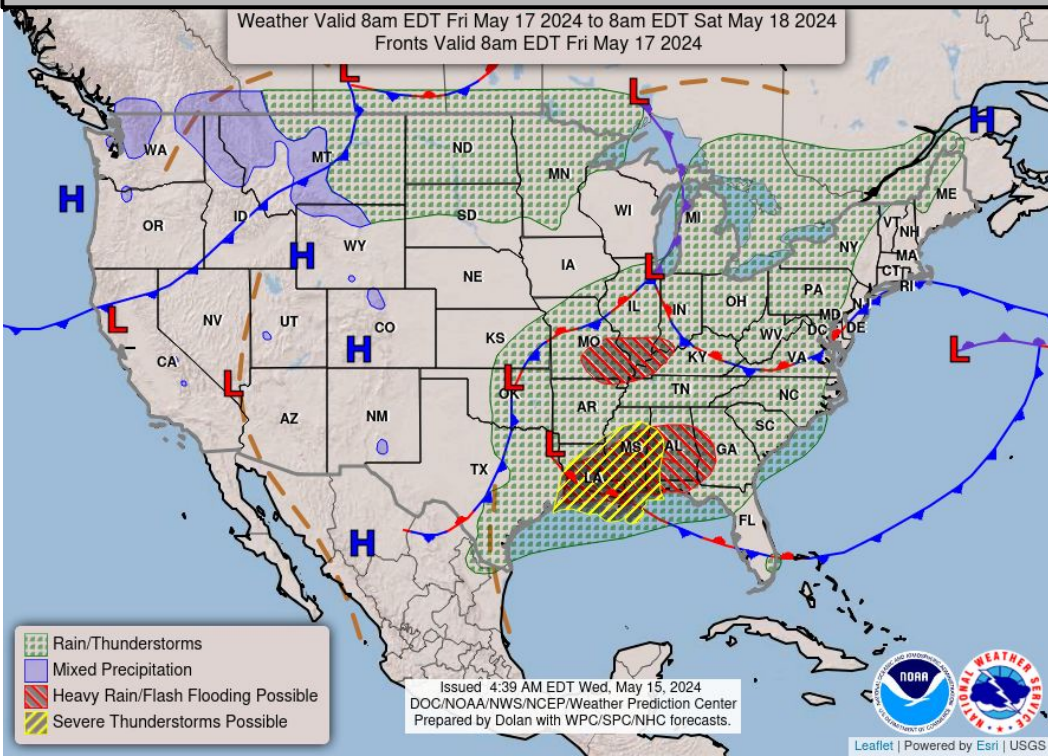 Weather Valid 8am EDT Fri May 17 2024 to 8am EDT Sat May 18 2024
Fronts Valid 8am EDT Fri May 17 2024
L
L
H
WA
MT
ND
MN
ME
H
OR
ID
SD
WI
MI
VT
NH
WY
NY
MA
H
L
CT
RI
NE
IA
NV
UT
CO
IL
IN
OH
PA
NJ
MD
L
KS
MO
WV
DC
DE
H
L
CA
KY
VA
L
L
OK
TN
NC
AZ
NM
AR
SC
L
MS
AL
GA
TX
LA
FL
H
Rain/Thunderstorms
Mixed Precipitation
Heavy Rain/Flash Flooding Possible
Severe Thunderstorms Possible
Issued 4:39 AM EDT Wed, May 15, 2024
DOC/NOAA/NWS/NCEP/Weather Prediction Center
Prepared by Dolan with WPC/SPC/NHC forecasts.
NOAA
NATIONAL WEATHER SERVICE
Leaflet | Powered by Esri | USGS